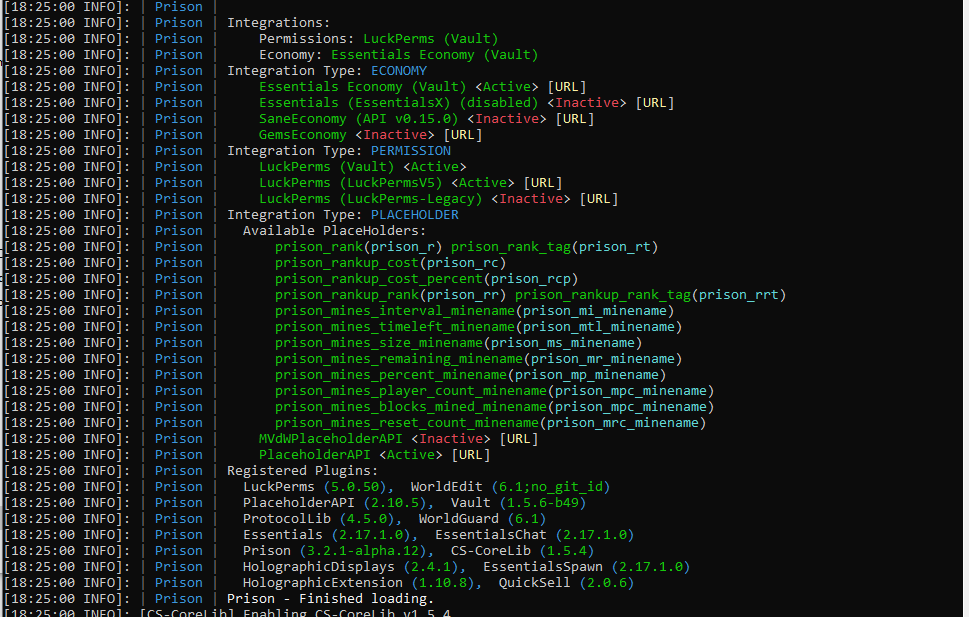 [18:25:00 INFO]: | Prison |
[18:25:00 INFO]: | Prison | Integrations:
[18:25:00 INFO]: | Prison | Permissions: LuckPerms (Vault)
[18:25:00 INFO]: | Prison | Economy: Essentials Economy (Vault)
[18:25:00 INFO]: | Prison | Integration Type: ECONOMY
[18:25:00 INFO]: | Prison | Essentials Economy (Vault) <Active> [URL]
[18:25:00 INFO]: | Prison | Essentials (EssentialsX) (disabled) <Inactive> [URL]
[18:25:00 INFO]: | Prison | SaneEconomy (API v0.15.0) <Inactive> [URL]
[18:25:00 INFO]: | Prison | GemsEconomy <Inactive> [URL]
[18:25:00 INFO]: | Prison | Integration Type: PERMISSION
[18:25:00 INFO]: | Prison | LuckPerms (Vault) <Active>
[18:25:00 INFO]: | Prison | LuckPerms (LuckPermsV5) <Active> [URL]
[18:25:00 INFO]: | Prison | LuckPerms (LuckPerms-Legacy) <Inactive> [URL]
[18:25:00 INFO]: | Prison | Integration Type: PLACEHOLDER
[18:25:00 INFO]: | Prison | Available PlaceHolders:
[18:25:00 INFO]: | Prison | prison_rank(prison_r) prison_rank_tag(prison_rt)
[18:25:00 INFO]: | Prison | prison_rankup_cost(prison_rc)
[18:25:00 INFO]: | Prison | prison_rankup_cost_percent(prison_rcp)
[18:25:00 INFO]: | Prison | prison_rankup_rank(prison_rr) prison_rankup_rank_tag(prison_rrt)
[18:25:00 INFO]: | Prison | prison_mines_interval_minename(prison_mi_minename)
[18:25:00 INFO]: | Prison | prison_mines_timeleft_minename(prison_mtl_minename)
[18:25:00 INFO]: | Prison | prison_mines_size_minename(prison_ms_minename)
[18:25:00 INFO]: | Prison | prison_mines_remaining_minename(prison_mr_minename)
[18:25:00 INFO]: | Prison | prison_mines_percent_minename(prison_mp_minename)
[18:25:00 INFO]: | Prison | prison_mines_player_count_minename(prison_mpc_minename)
[18:25:00 INFO]: | Prison | prison_mines_blocks_mined_minename(prison_mpc_minename)
[18:25:00 INFO]: | Prison | prison_mines_reset_count_minename(prison_mrc_minename)
[18:25:00 INFO]: | Prison | MVdWPlaceholderAPI <Inactive> [URL]
[18:25:00 INFO]: | Prison | PlaceholderAPI <Active> [URL]
[18:25:00 INFO]: | Prison | Registered Plugins:
[18:25:00 INFO]: | Prison | LuckPerms (5.0.50), WorldEdit (6.1;no_git_id)
[18:25:00 INFO]: | Prison | PlaceholderAPI (2.10.5), Vault (1.5.6-b49)
[18:25:00 INFO]: | Prison | ProtocolLib (4.5.0), WorldGuard (6.1)
[18:25:00 INFO]: | Prison | Essentials (2.17.1.0), EssentialsChat (2.17.1.0)
[18:25:00 INFO]: | Prison | Prison (3.2.1-alpha.12), CS-CoreLib (1.5.4)
[18:25:00 INFO]: | Prison | HolographicDisplays (2.4.1), EssentialsSpawn (2.17.1.0)
[18:25:00 INFO]: | Prison | HolographicExtension (1.10.8), QuickSell (2.0.6)
[18:25:00 INFO]: | Prison | Prison - Finished loading.
[18:25:00 INFO]: [CS-CoreLib] Enabling CS-CoreLib v1.5.4